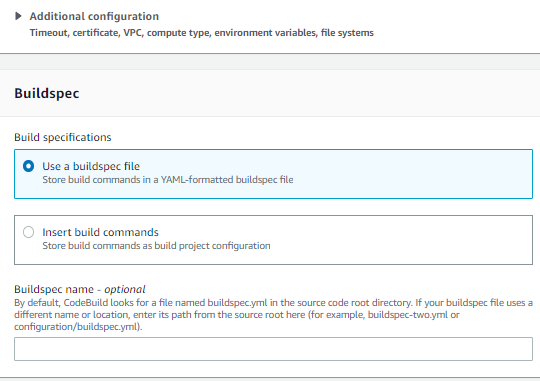 Additional configuration
Timeout, certificate, VPC, compute type, environment variables, file systems
Buildspec
Build specifications
Use a buildspec file
Store build commands in a YAML-formatted buildspec file
Insert build commands
Store build commands as build project configuration
Buildspec name - optional
By default, CodeBuild looks for a file named buildspec.yml in the source code root directory. If your buildspec file uses a
different name or location, enter its path from the source root here (for example, buildspec-two.yml or
configuration/buildspec.yml).